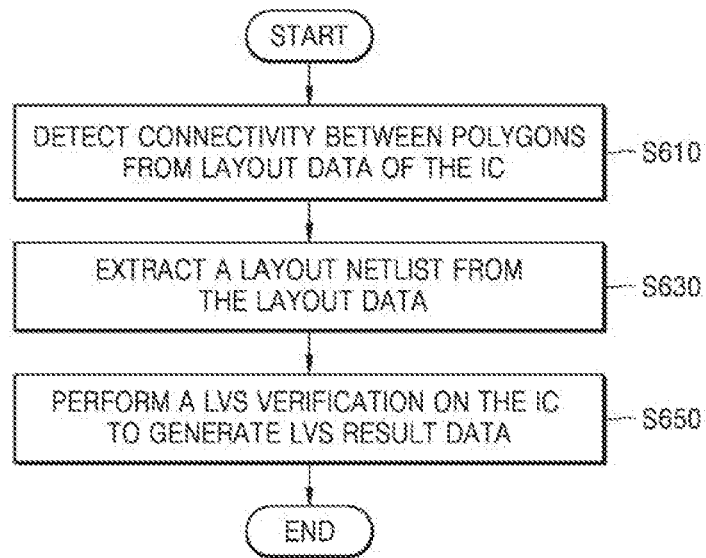 START
DETECT CONNECTIVITY BETWEEN POLYGONS
FROM LAYOUT DATA OF THE IC
S610
EXTRACT A LAYOUT NETLIST FROM
THE LAYOUT DATA
S630
PERFORM A LVS VERIFICATION ON THE IC
TO GENERATE LVS RESULT DATA
S650
END